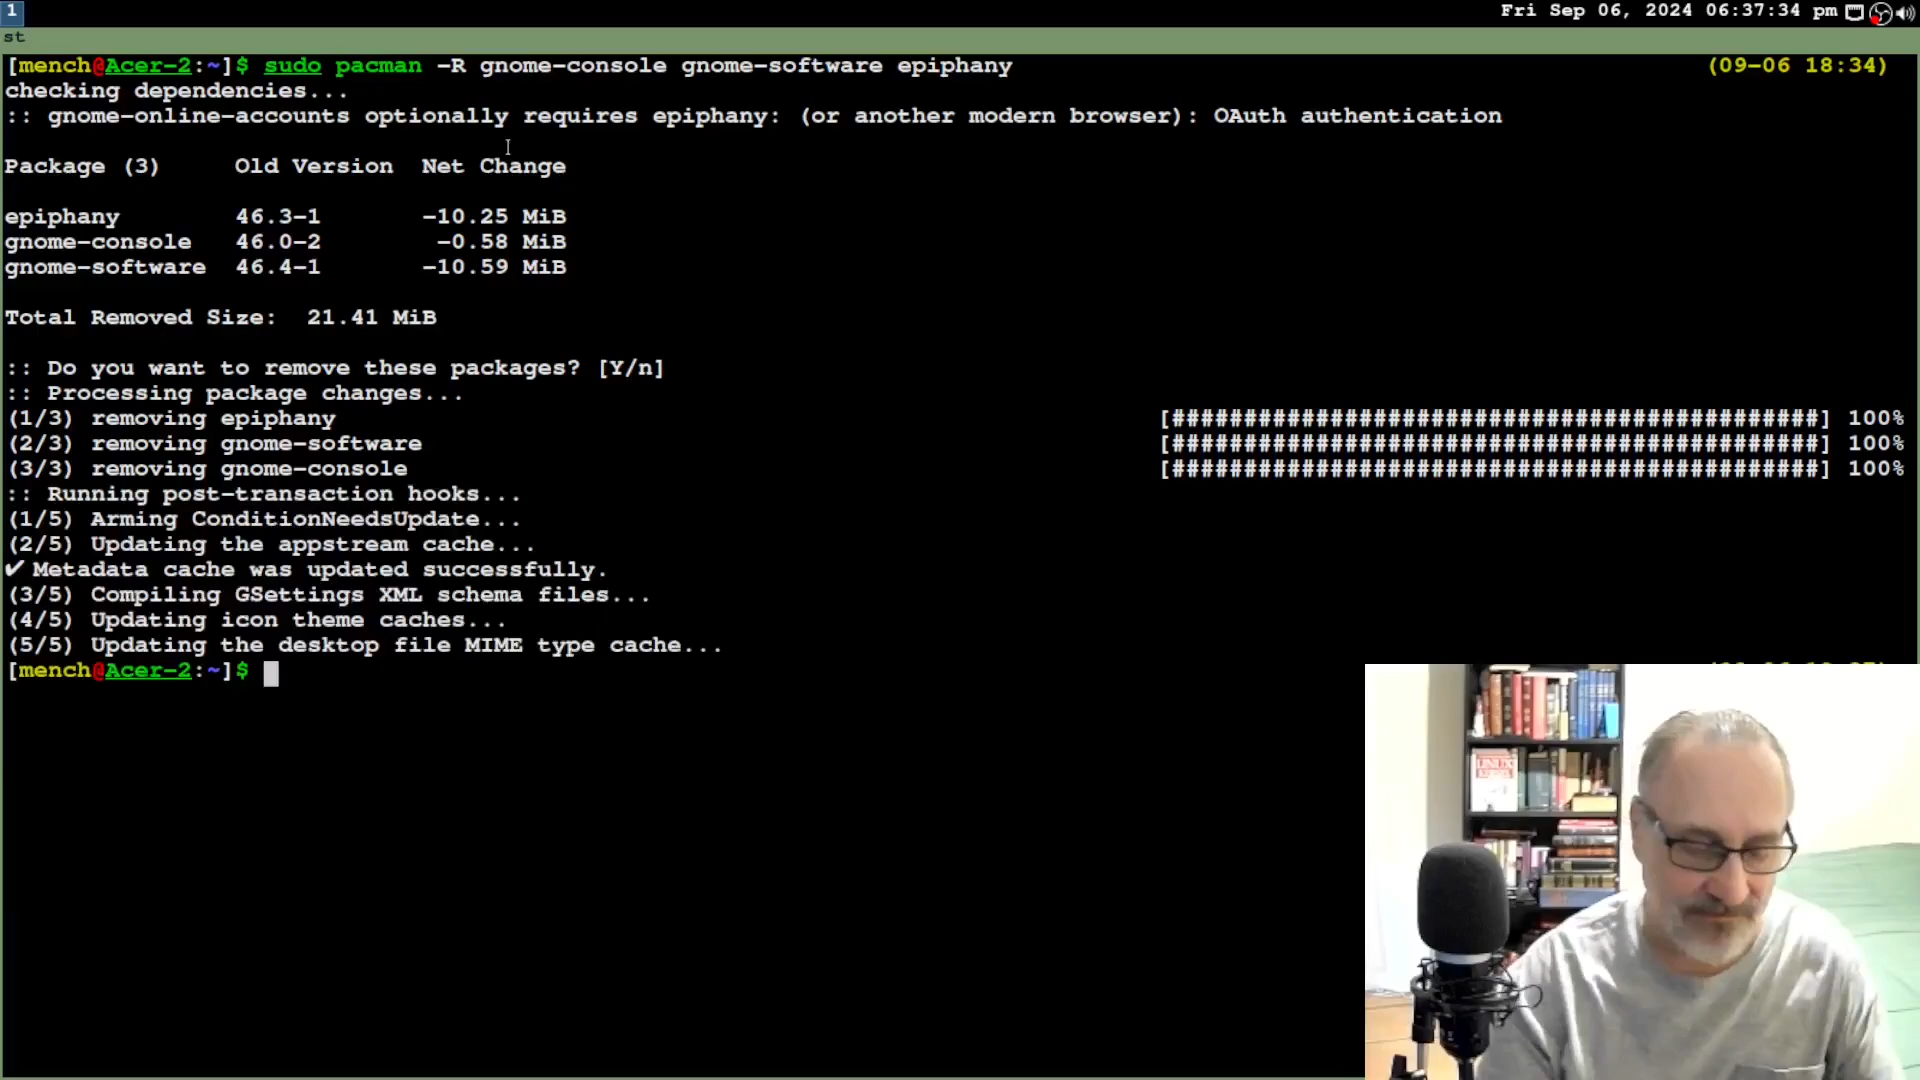 1
Fri Sep 06, 2024 06:37:34 pm
st
[mench@Acer-2:~]$ sudo pacman -R gnome-console gnome-software epiphany (09-06 18:34)
checking dependencies...
:: gnome-online-accounts optionally requires epiphany: (or another modern browser): OAuth authentication
Package (3) Old Version Net Change
epiphany 46.3-1 -10.25 MiB
gnome-console 46.0-2 -0.58 MiB
gnome-software 46.4-1 -10.59 MiB
Total Removed Size: 21.41 MiB
:: Do you want to remove these packages? [Y/n]
:: Processing package changes...
(1/3) removing epiphany [#############################################] 100%
(2/3) removing gnome-software [#############################################] 100%
(3/3) removing gnome-console [#############################################] 100%
:: Running post-transaction hooks...
(1/5) Arming ConditionNeedsUpdate...
(2/5) Updating the appstream cache...
✔ Metadata cache was updated successfully.
(3/5) Compiling GSettings XML schema files...
(4/5) Updating icon theme caches...
(5/5) Updating the desktop file MIME type cache...
[mench@Acer-2:~]$
LINUX